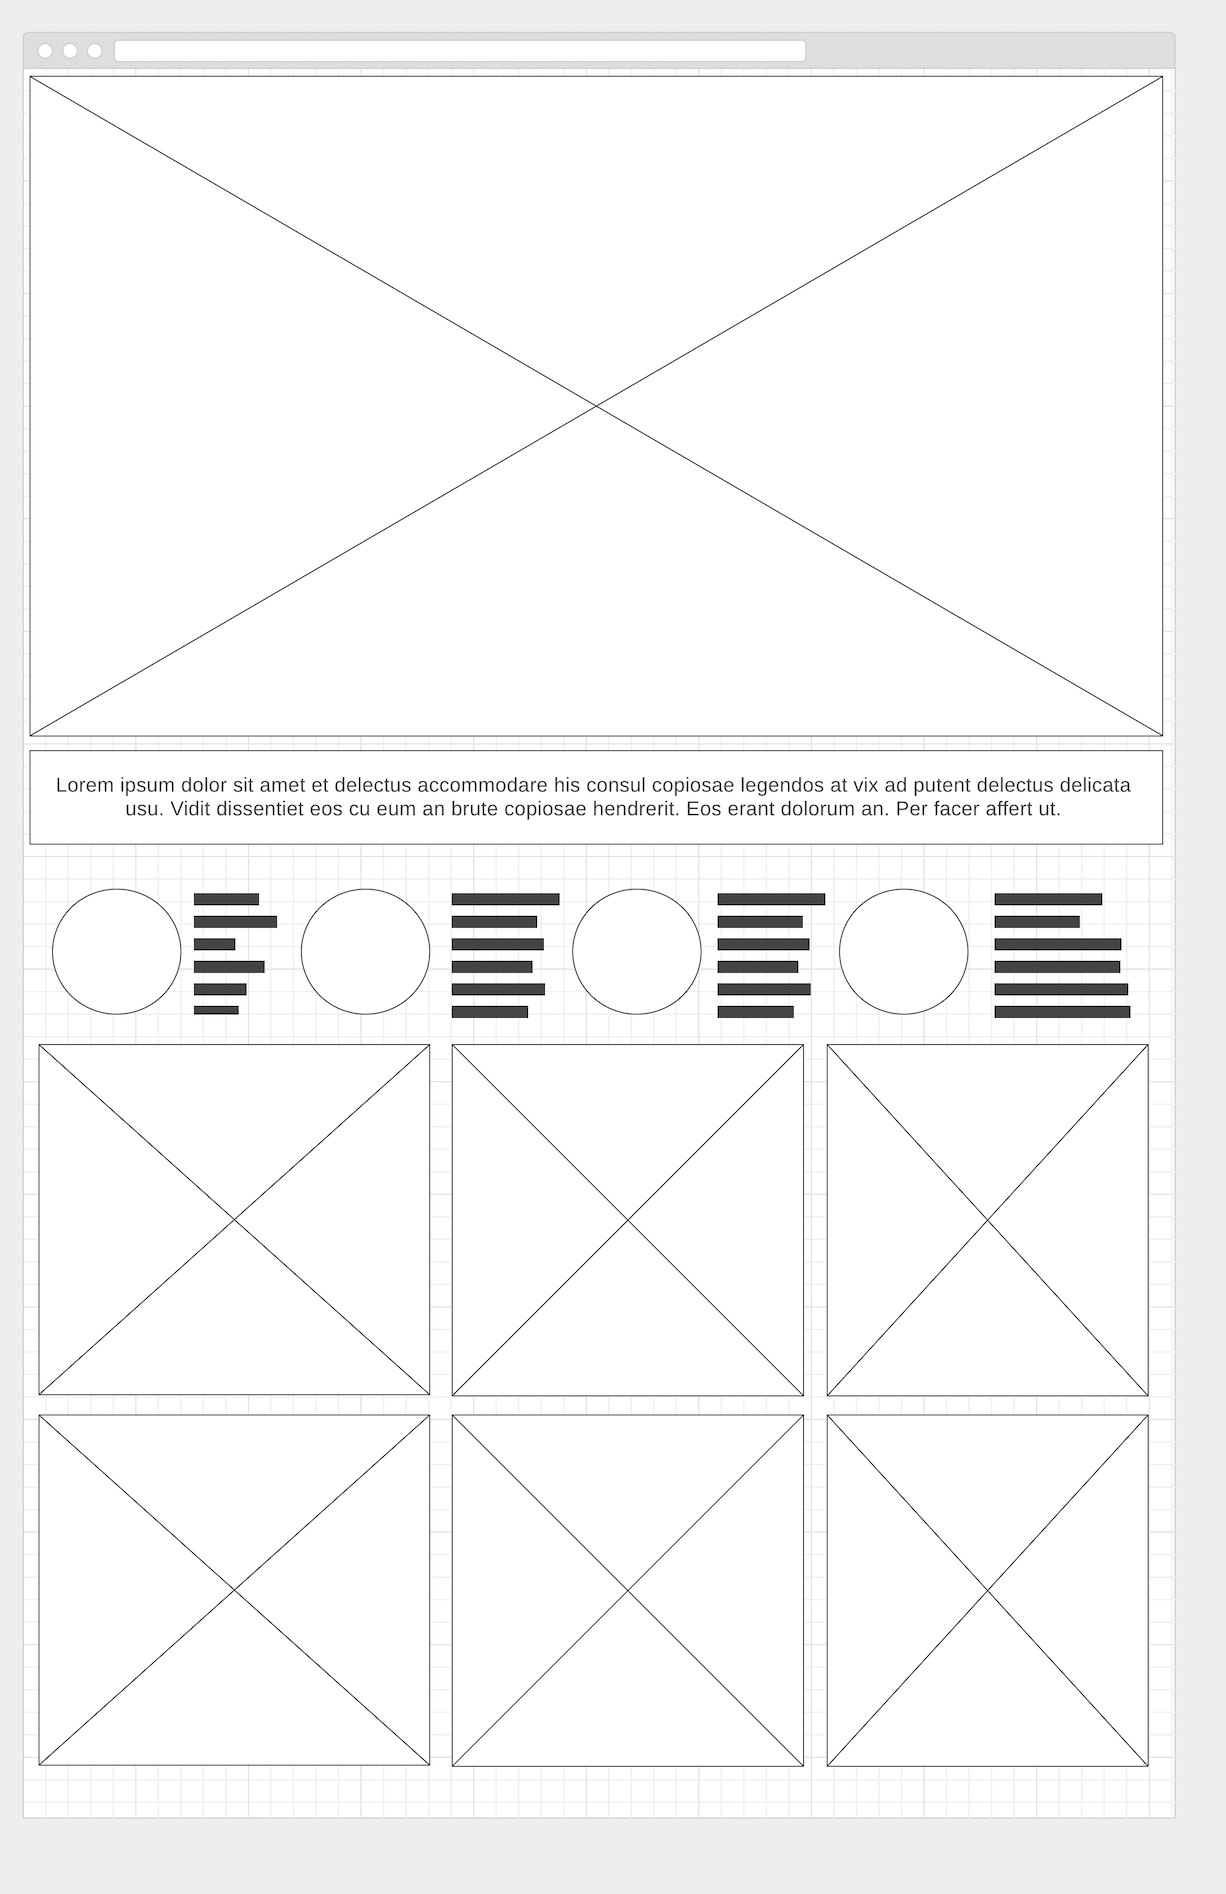 Lorem ipsum dolor sit amet et delectus accommodare his consul copiosae legendos at vix ad putent delectus delicata
usu. Vidit dissentiet eos cu eum an brute copiosae hendrerit. Eos erant dolorum an. Per facer affert ut.